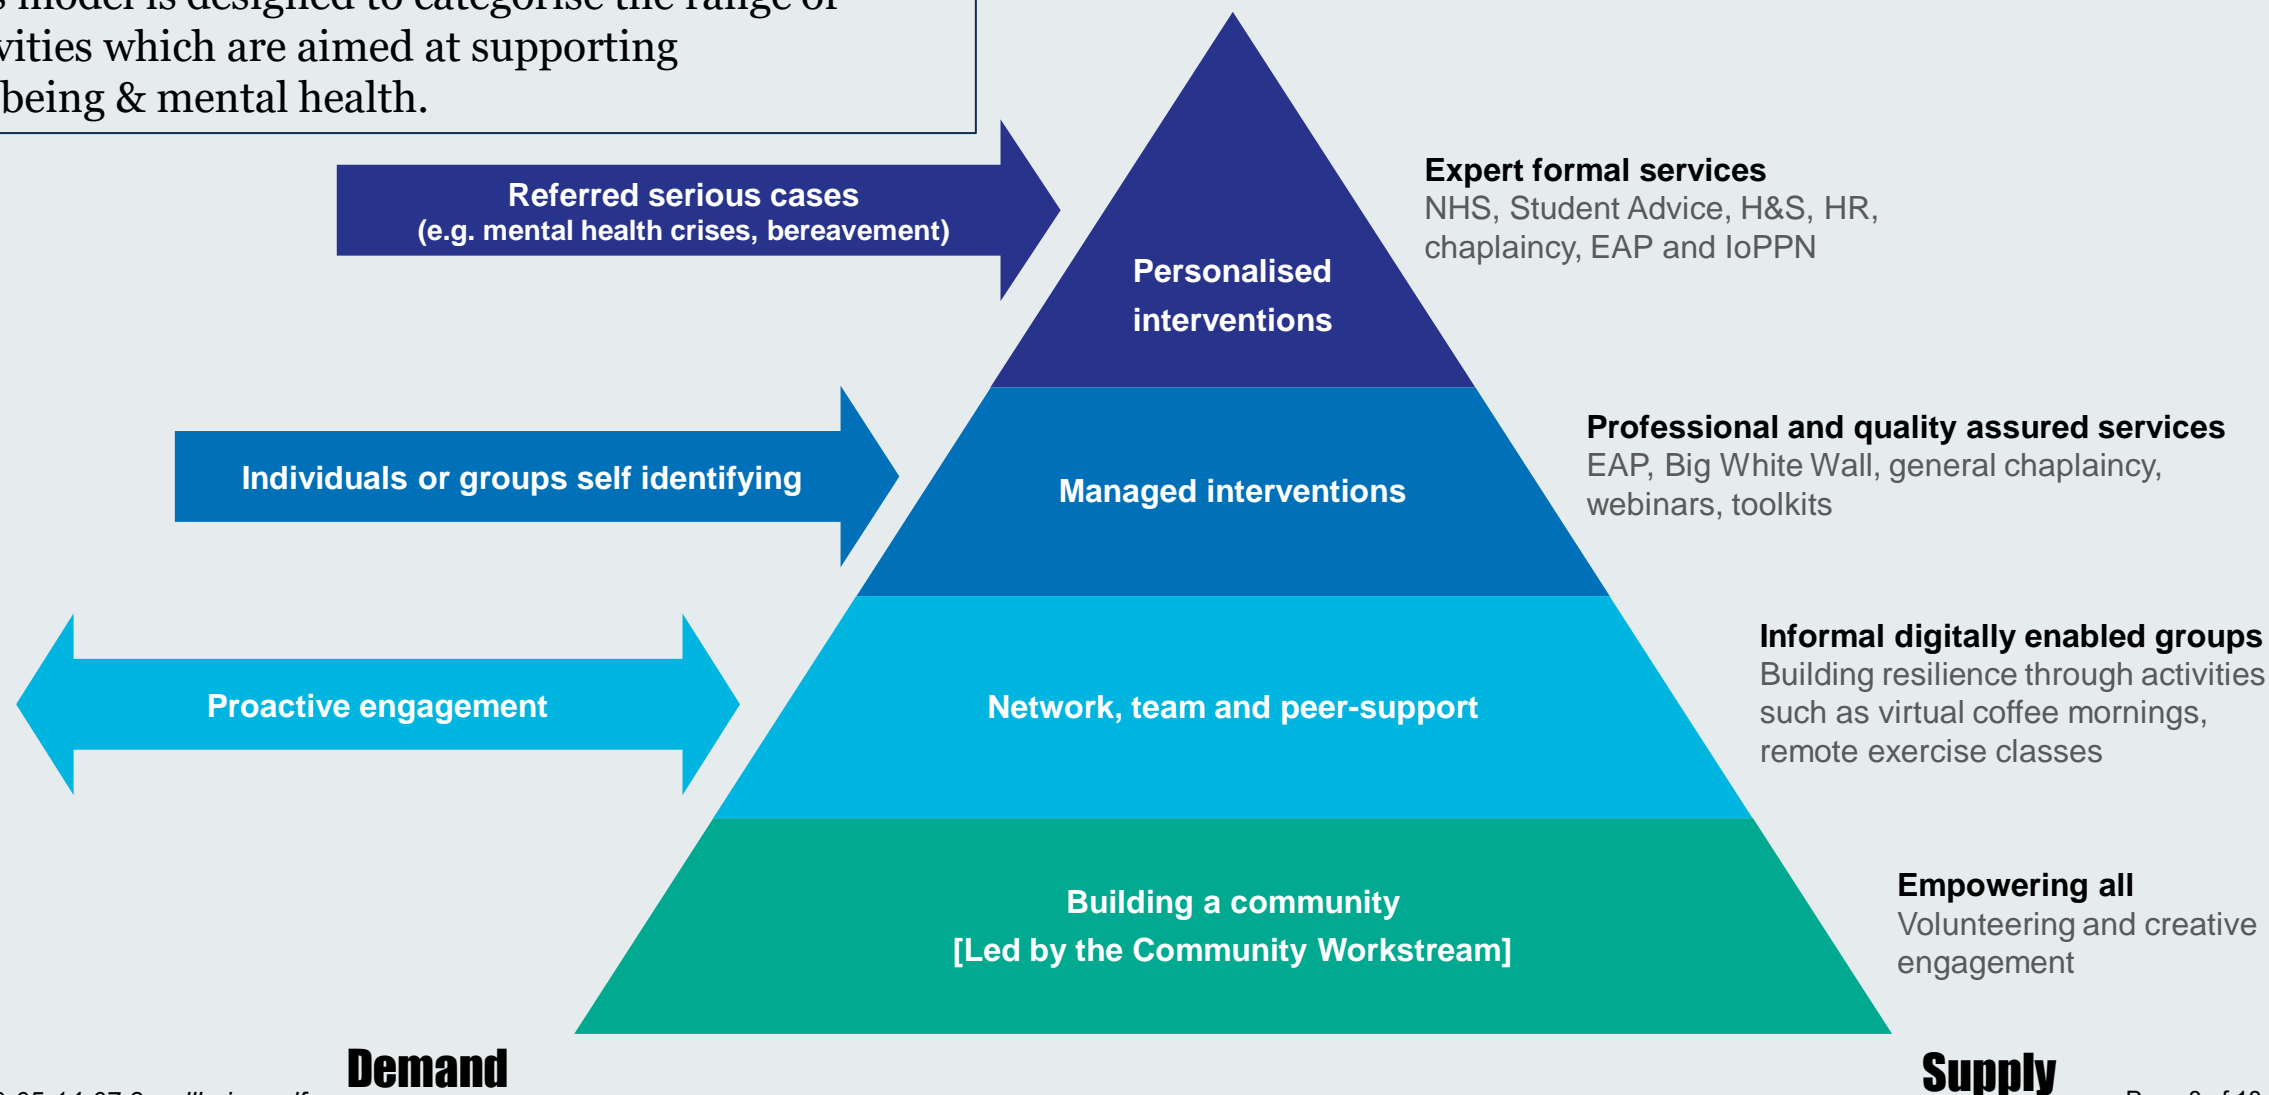 model is designed to categorise the range of
which are aimed at supporting
being & mental health.
Referred serious cases
(e.g. mental health crises, bereavement)
Personalised
interventions
Expert formal services
NHS, Student Advice, H&S, HR,
chaplaincy, EAP and IoPPN
Individuals or groups self identifying
Managed interventions
Professional and quality assured services
EAP, Big White Wall, general chaplaincy,
webinars, toolkits
Proactive engagement
Network, team and peer-support
Informal digitally enabled groups
Building resilience through activities
such as virtual coffee mornings,
remote exercise classes
Building a community
[Led by the Community Workstream]
Empowering all
Volunteering and creative
engagement
Demand
Supply